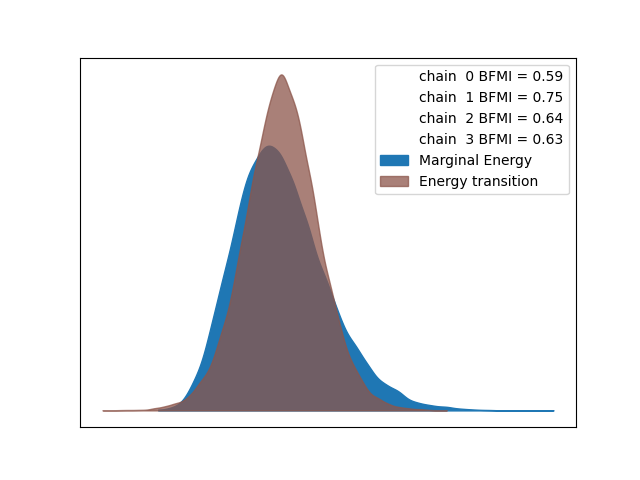 chain  0 BFMI = 0.59
chain  1 BFMI = 0.75
chain  2 BFMI = 0.64
chain  3 BFMI = 0.63
Marginal Energy
Energy transition